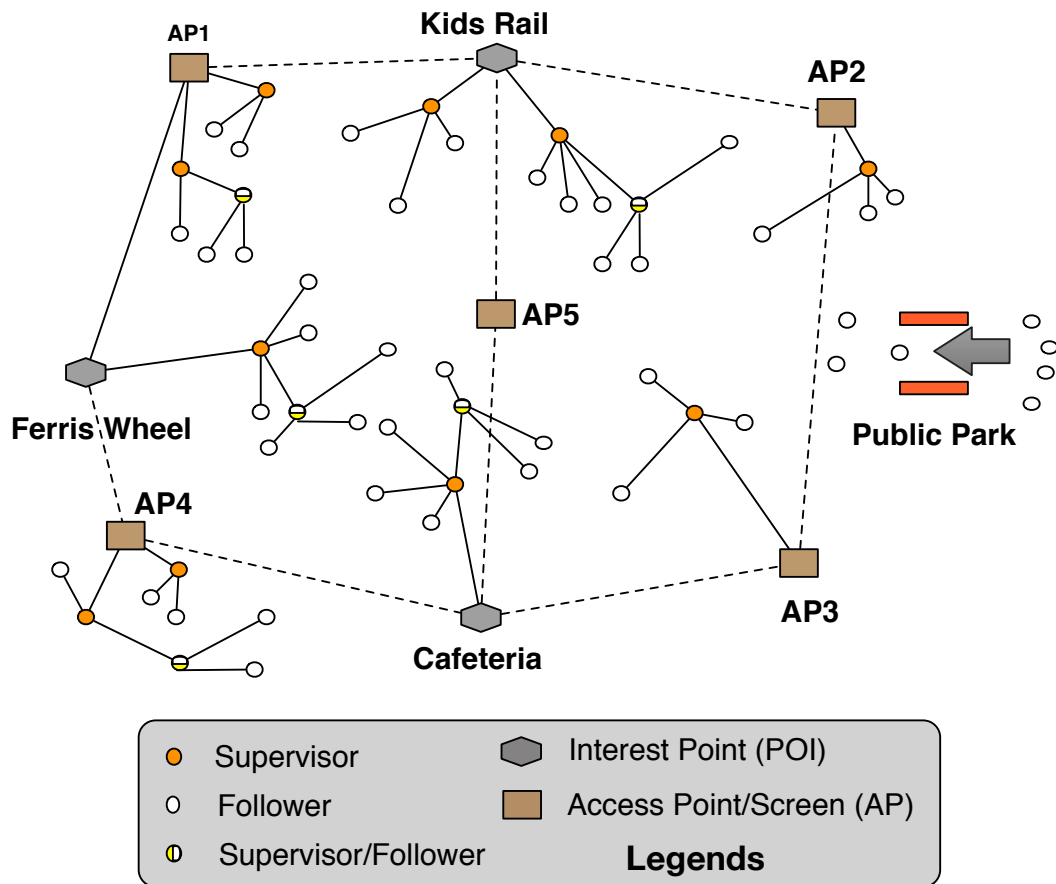 Kids Rail
AP1
AP2
AP5
Ferris Wheel
Public Park
AP4
AP3
Cafeteria
Supervisor
Interest Point (POI)
Follower
Access Point/Screen (AP)
Supervisor/Follower
Legends